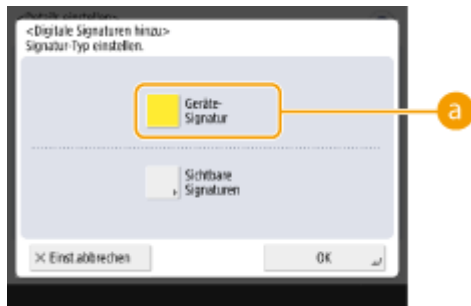 <Digitale Signaturen hinzu>
Signatur-Typ einstellen.
Geräte-
Signatur
a
Sichtbare
Signaturen
× Einst.abbrechen
OK